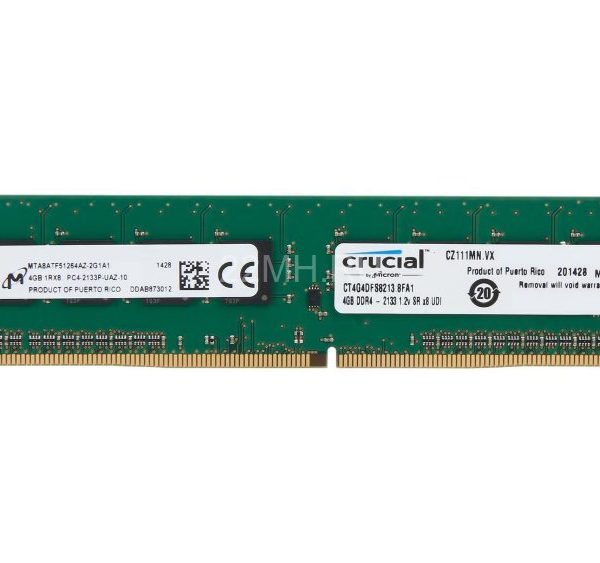 MTA8ATF51264AZ-2G1A1 1428
4GB 1RX8 PC4-2133P-UAZ-10
PRODUCT OF PUERTO RICO DDAB873012
CE
crucial
by Micron
CZ111MN.VX
Product of Puerto Rico 201428
Removal will void warra
CT4G4DFS8213.8FA1
4GB DDR4 - 2133 1.2v SR x8 UDI
20